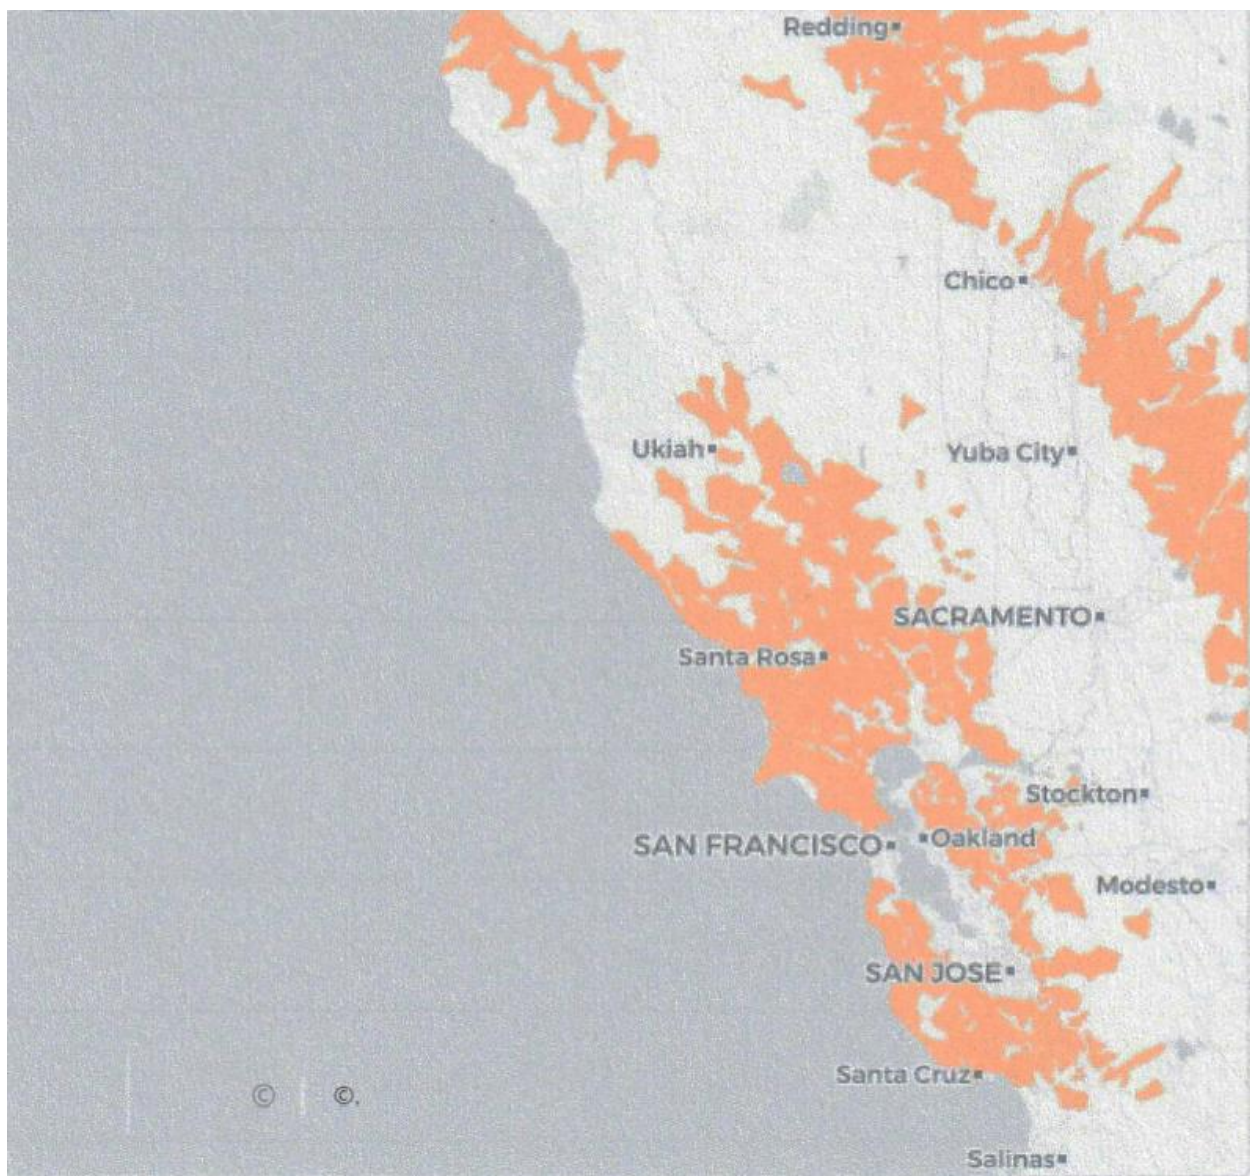 Redding
Chico
Ukiah
Yuba City
SACRAMENTO
Santa Rosa
Stockton
SAN FRANCISCO
Oakland
Modesto
SAN JOSE
Santa Cruz
© ©.
Salinas